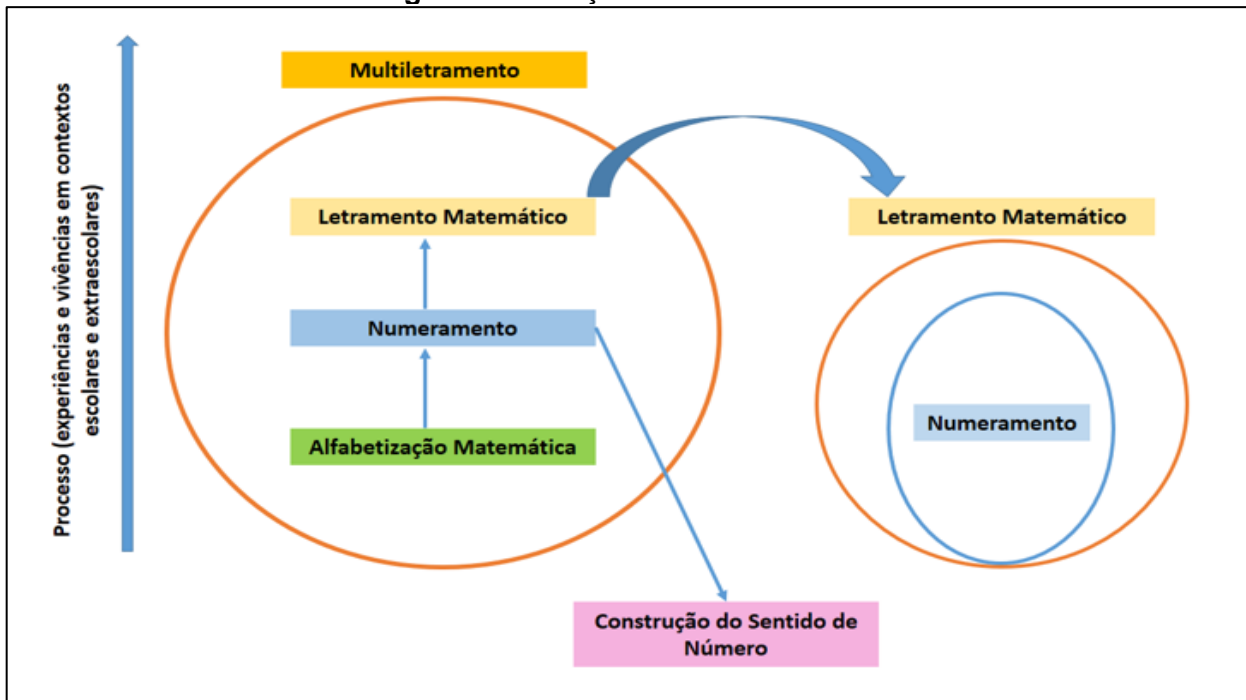 Processo (experiências e vivências em contextos
escolares e extraescolares)
Multiletramento
Letramento Matemático
Numeramento
Alfabetização Matemática
Construção do Sentido de
Número
Letramento Matemático
Numeramento